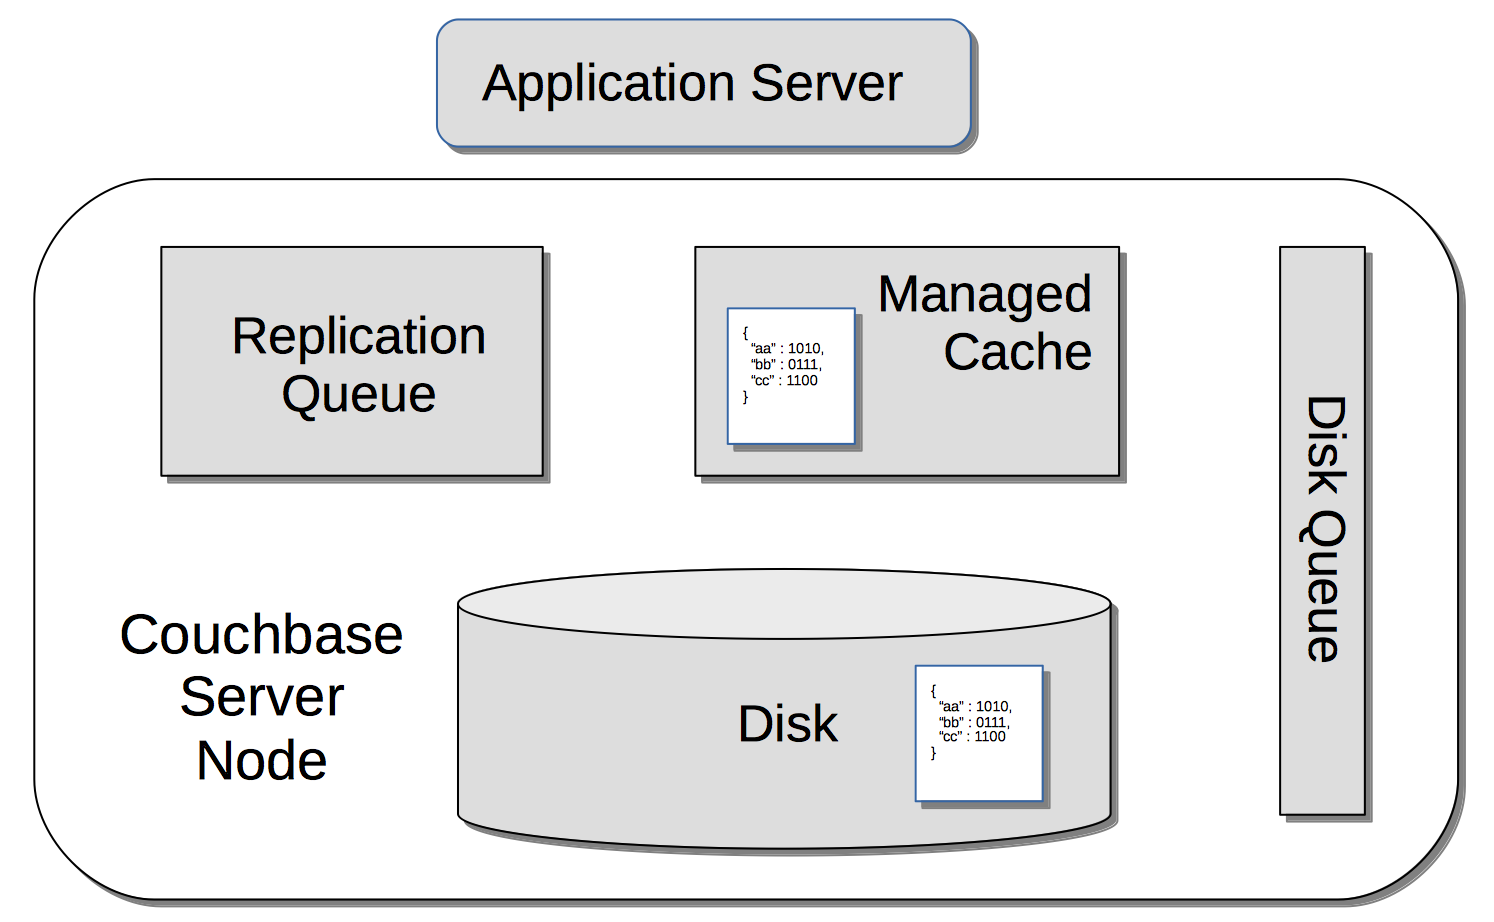 Application Server
Replication
Queue
Managed
Cache
{
“aa” : 1010,
“bb” : 0111,
“cc” : 1100
}
Disk Queue
Couchbase
Server
Node
Disk
{
“aa” : 1010,
“bb” : 0111,
“cc” : 1100
}